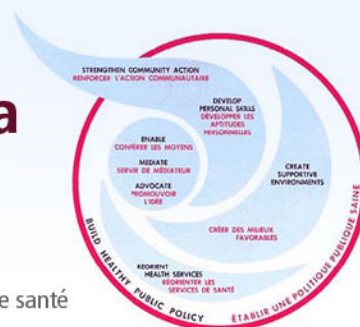 a
STRENGTHEN COMMUNITY ACTION
RENFORCER L'ACTION COMMUNAUTAIRE
DEVELOP
PERSONAL SKILLS
DÉVELOPPER LES
APTITUDES
PERSONNELLES
ENABLE
CONFÉRER LES MOYENS
MEDIATE
SERVIR DE MÉDIATEUR
ADVOCATE
PROMOUVOIR
L'IDÉE
CREATE
SUPPORTIVE
ENVIRONMENTS
CRÉER DES MILIEUX
FAVORABLES
REORIENT
HEALTH SERVICES
RÉORIENTER LES
SERVICES DE SANTÉ
BUILD HEALTHY PUBLIC POLICY
ÉTABLIR UNE POLITIQUE PUBLIQUE SAINE
e santé